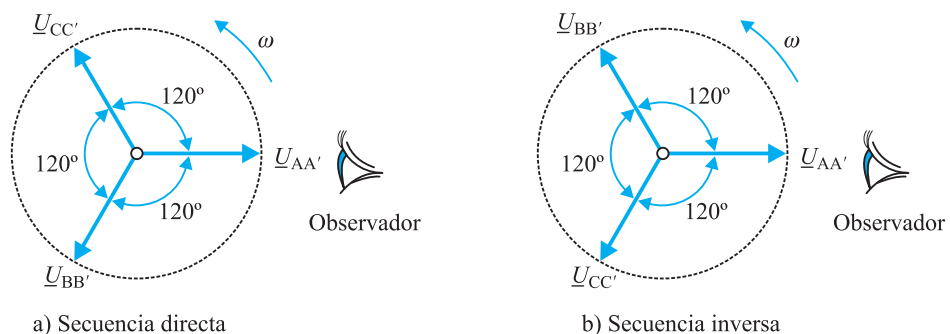 U_CC'
ω
120º
120º
U_AA'
120º
Observador
U_BB'
a) Secuencia directa
U_BB'
ω
120º
120º
U_AA'
120º
Observador
U_CC'
b) Secuencia inversa